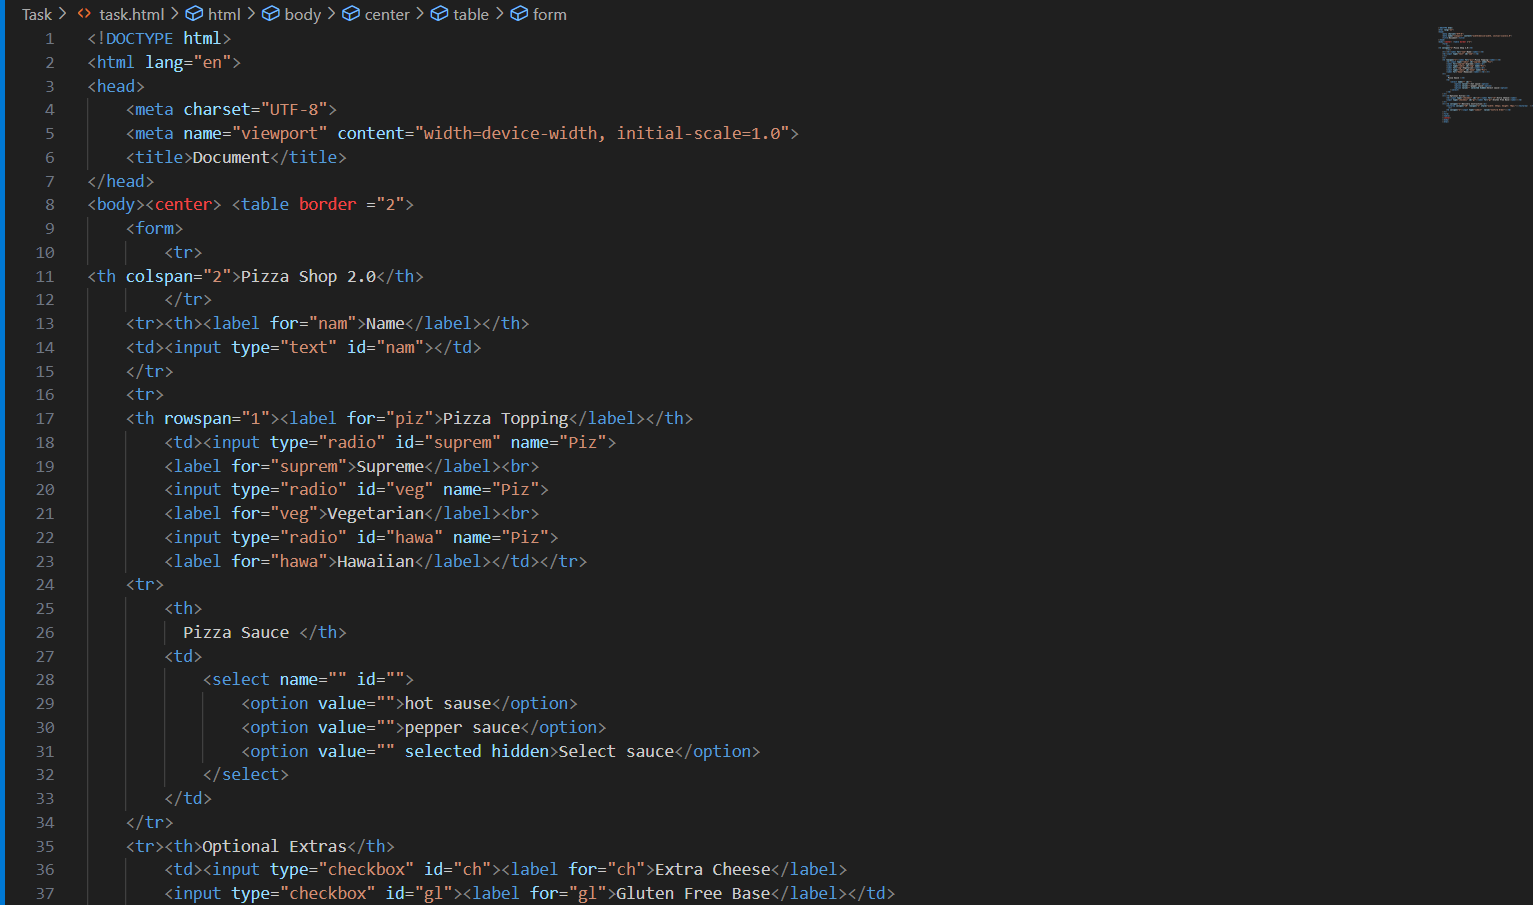 Task > task.html > html > body > center > table > form
1 <!DOCTYPE html>
2 <html lang="en">
3 <head>
4     <meta charset="UTF-8">
5     <meta name="viewport" content="width=device-width, initial-scale=1.0">
6     <title>Document</title>
7 </head>
8 <body><center> <table border ="2">
9     <form>
10         <tr>
11 <th colspan="2">Pizza Shop 2.0</th>
12         </tr>
13     <tr><th><label for="nam">Name</label></th>
14     <td><input type="text" id="nam"></td>
15     </tr>
16     <tr>
17     <th rowspan="1"><label for="piz">Pizza Topping</label></th>
18         <td><input type="radio" id="suprem" name="Piz">
19         <label for="suprem">Supreme</label><br>
20         <input type="radio" id="veg" name="Piz">
21         <label for="veg">Vegetarian</label><br>
22         <input type="radio" id="hawa" name="Piz">
23         <label for="hawa">Hawaiian</label></td></tr>
24     <tr>
25         <th>
26           Pizza Sauce </th>
27         <td>
28             <select name="" id="">
29                 <option value="">hot sause</option>
30                 <option value="">pepper sauce</option>
31                 <option value="" selected hidden>Select sauce</option>
32             </select>
33         </td>
34     </tr>
35     <tr><th>Optional Extras</th>
36         <td><input type="checkbox" id="ch"><label for="ch">Extra Cheese</label>
37         <input type="checkbox" id="gl"><label for="gl">Gluten Free Base</label></td>